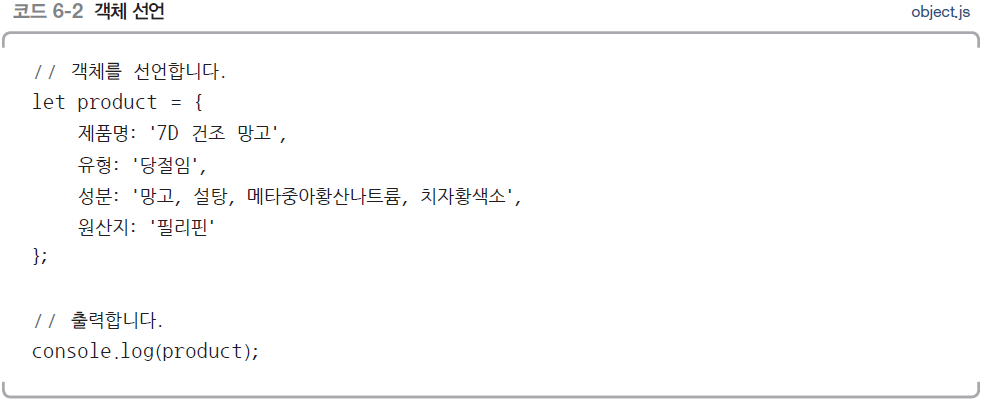 코드 6-2 객체 선언
object.js
// 객체를 선언합니다.
let product = {
제품명: '7D 건조 망고',
유형: '당절임',
성분: '망고, 설탕, 메타중아황산나트륨, 치자황색소',
원산지: '필리핀'
};
// 출력합니다.
console.log(product);